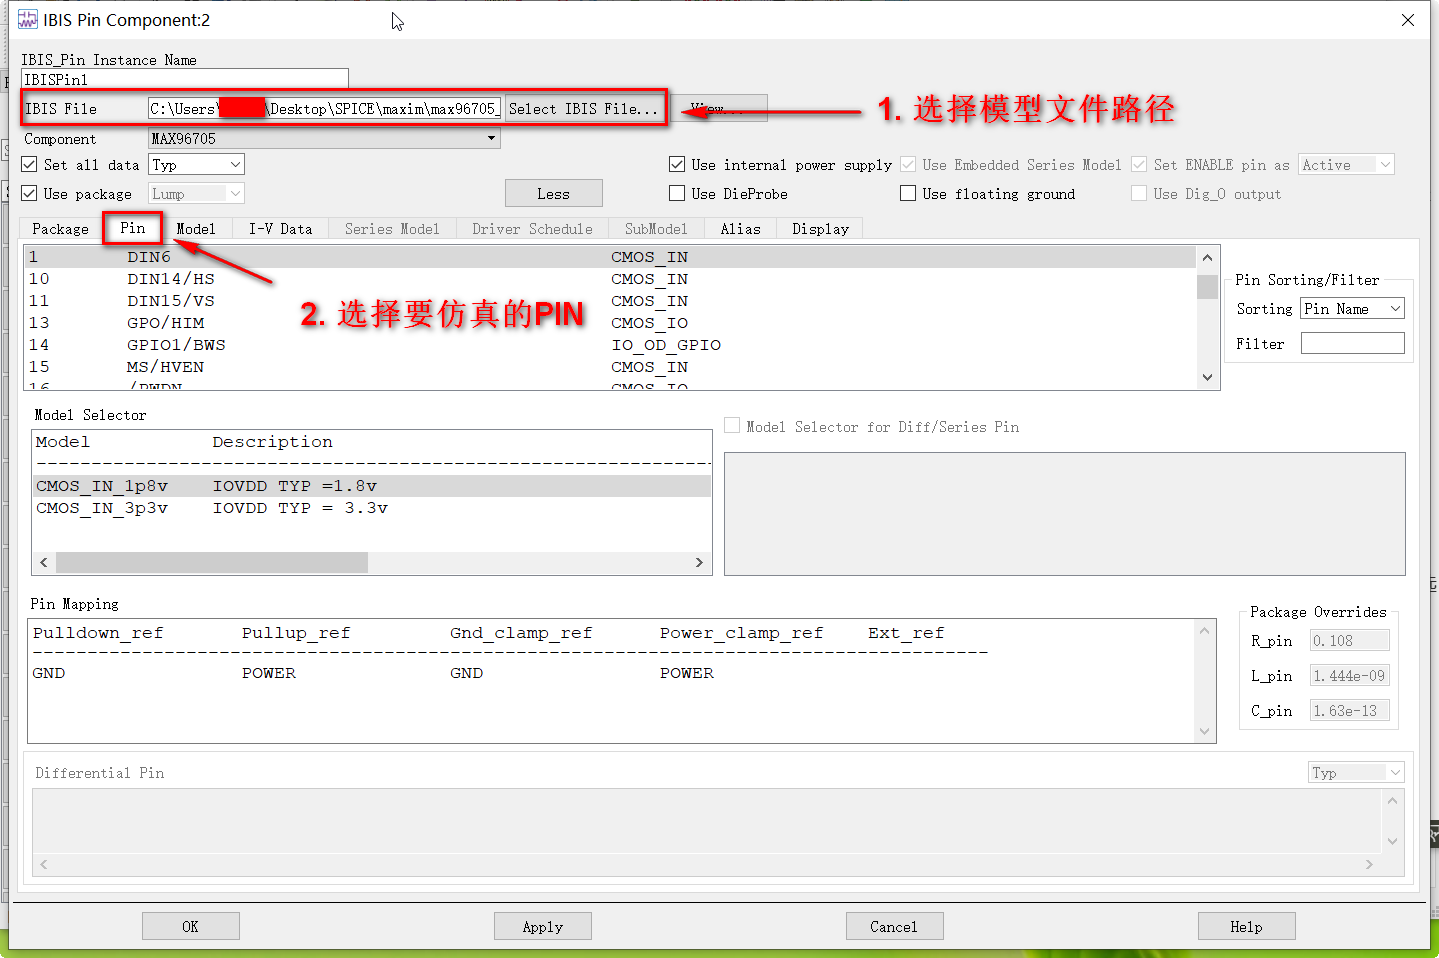 IBIS Pin Component:2
IBIS_Pin Instance Name
IBISPin1
IBIS File C:\Users\ \Desktop\SPICE\maxim\max96705_ Select IBIS File... View... 1. 选择模型文件路径
Component MAX96705
Set all data Typ Use internal power supply Use Embedded Series Model Set ENABLE pin as Active
Use package Lump Less Use DieProbe Use floating ground Use Dig_O output
Package Pin Model I-V Data Series Model Driver Schedule SubModel Alias Display
1 DIN6 CMOS_IN
10 DIN14/HS CMOS_IN
11 DIN15/VS CMOS_IN
13 GPO/HIM CMOS_IO
14 GPIO1/BWS IO_OD_GPIO
15 MS/HVEN CMOS_IN
16 /PWDN CMOS_IO
2. 选择要仿真的PIN
Pin Sorting/Filter
Sorting Pin Name
Filter
Model Selector
Model Description
CMOS_IN_1p8v IOVDD TYP =1.8v
CMOS_IN_3p3v IOVDD TYP = 3.3v
Model Selector for Diff/Series Pin
Pin Mapping
Pulldown_ref Pullup_ref Gnd_clamp_ref Power_clamp_ref Ext_ref
GND POWER GND POWER
Package Overrides
R_pin 0.108
L_pin 1.444e-09
C_pin 1.63e-13
Differential Pin Typ
OK Apply Cancel Help